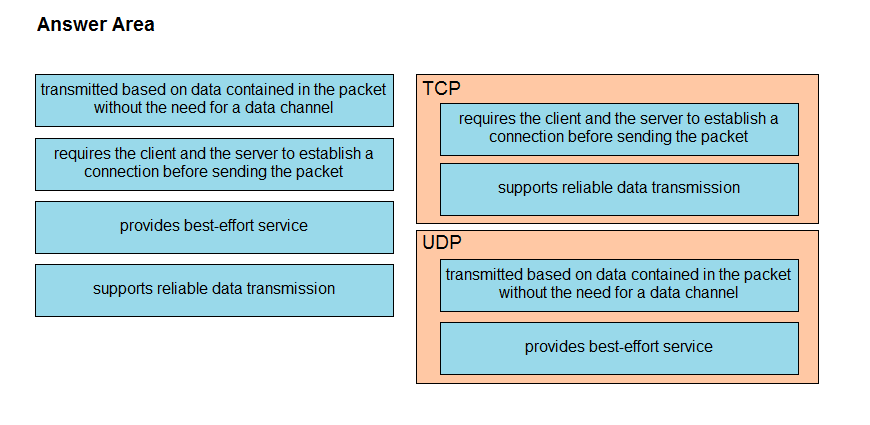 Answer Area
transmitted based on data contained in the packet
without the need for a data channel
requires the client and the server to establish a
connection before sending the packet
provides best-effort service
supports reliable data transmission
TCP
requires the client and the server to establish a
connection before sending the packet
supports reliable data transmission
UDP
transmitted based on data contained in the packet
without the need for a data channel
provides best-effort service